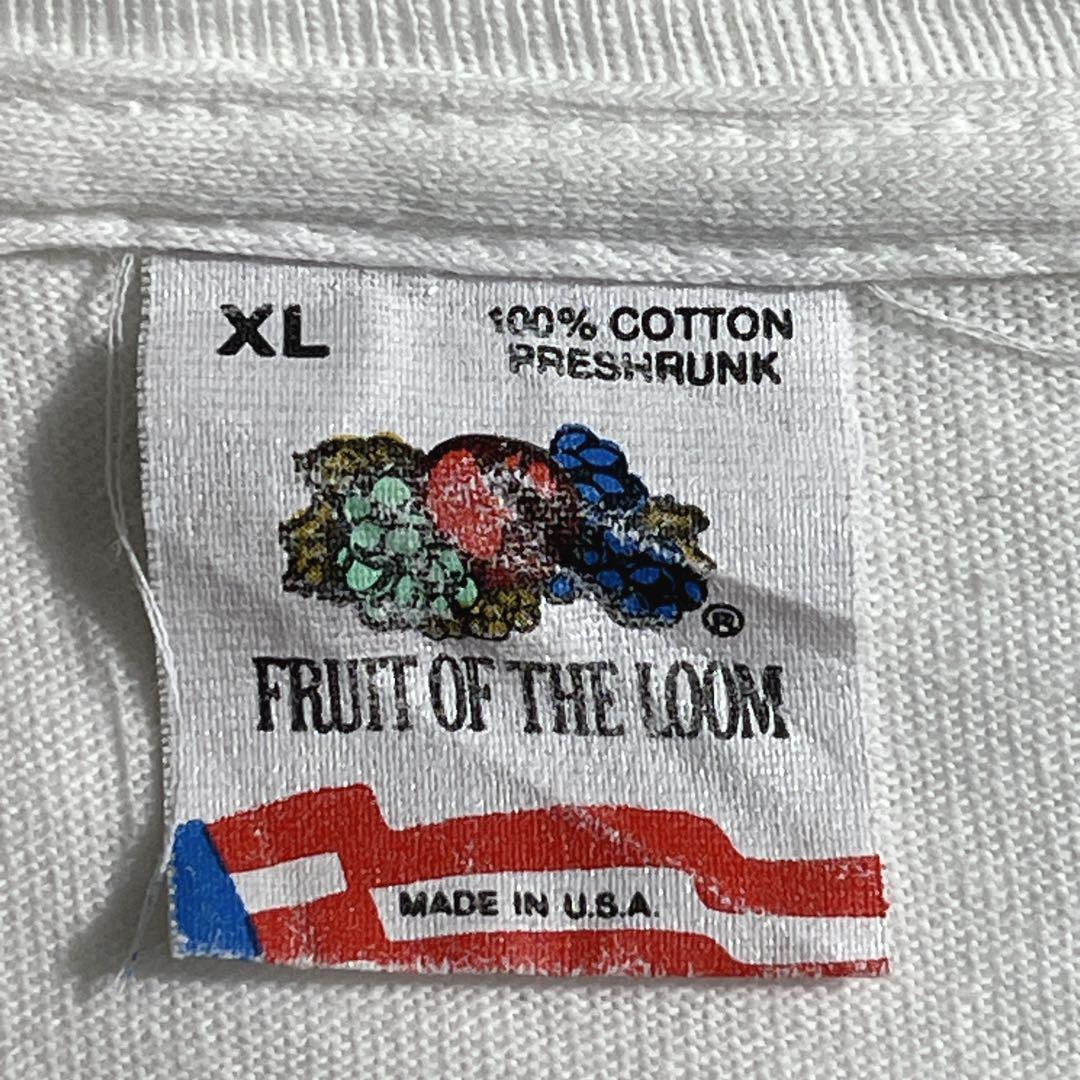 XL
100% COTTON
PRESHRUNK
®
FRUIT OF THE LOOM
MADE IN U.S.A.